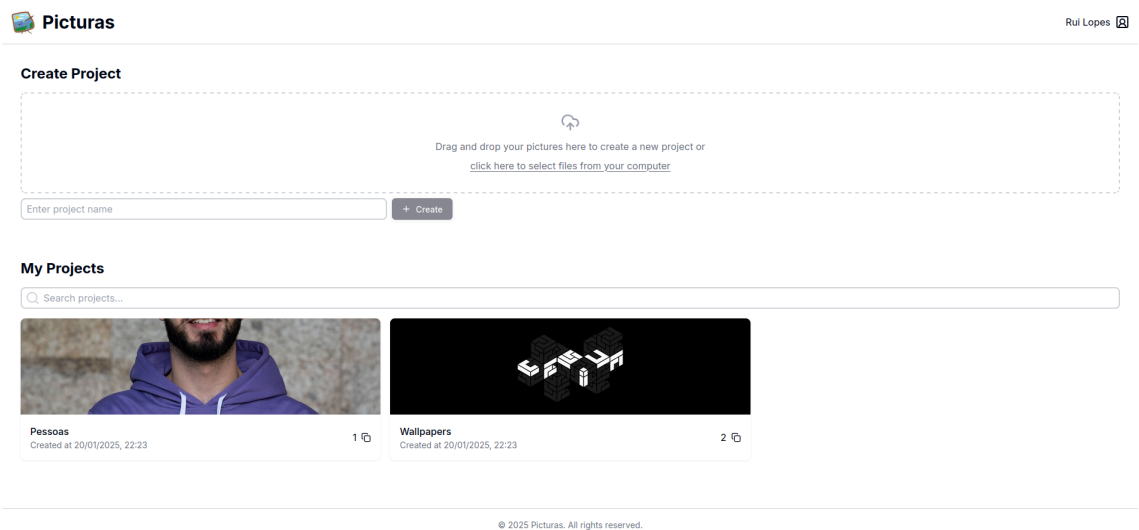 Picturas
Rui Lopes
Create Project
Drag and drop your pictures here to create a new project or
click here to select files from your computer
Enter project name
+ Create
My Projects
Search projects...
Pessoas
Created at 20/01/2025, 22:23
1
Wallpapers
Created at 20/01/2025, 22:23
2
© 2025 Picturas. All rights reserved.